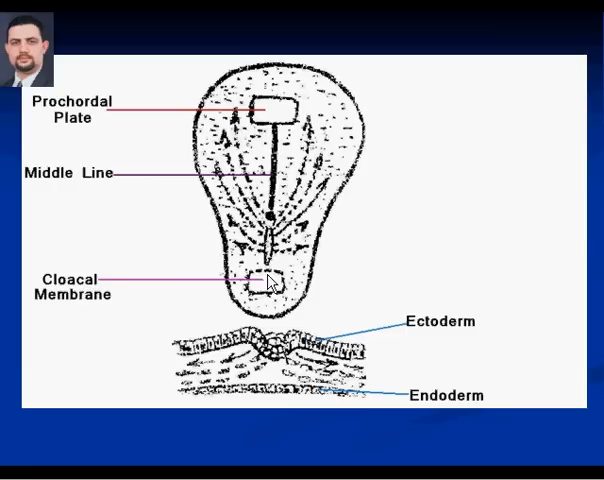 Prochordal
Plate
Middle Line
Cloacal
Membrane
Ectoderm
Endoderm